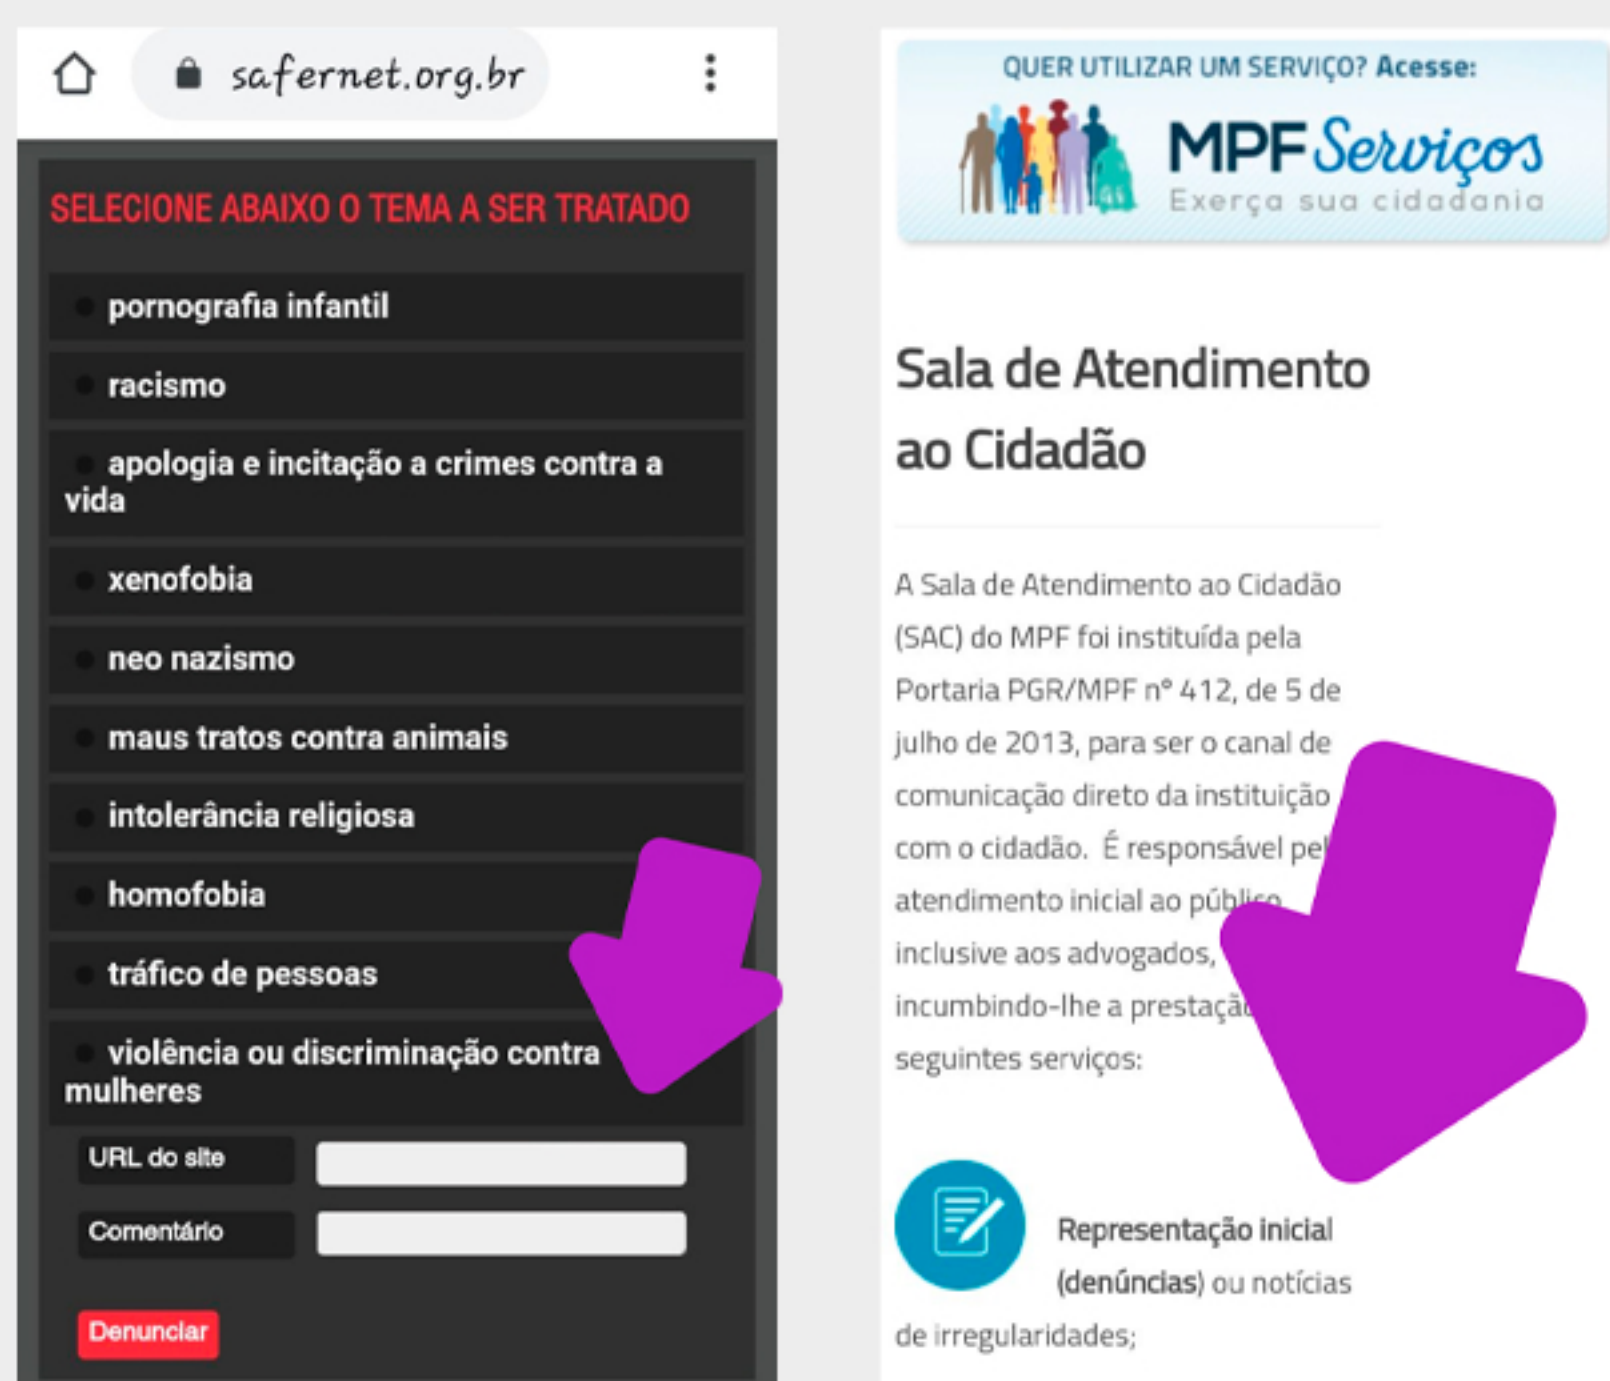 safernet.org.br
SELECIONE ABAIXO O TEMA A SER TRATADO
pornografia infantil
racismo
apologia e incitação a crimes contra a
vida
xenofobia
neo nazismo
maus tratos contra animais
intolerância religiosa
homofobia
tráfico de pessoas
violência ou discriminação contra
mulheres
URL do site
Comentário
Denunciar
QUER UTILIZAR UM SERVIÇO? Acesse:
MPF Serviços
Exerça sua cidadania
Sala de Atendimento
ao Cidadão
A Sala de Atendimento ao Cidadão
(SAC) do MPF foi instituída pela
Portaria PGR/MPF nº 412, de 5 de
julho de 2013, para ser o canal de
comunicação direto da instituição
com o cidadão. É responsável
atendimento inicial ao público
inclusive aos advogados,
incumbindo-lhe a
seguintes serviços:
Representação inicial
(denúncias) ou notícias
de irregularidades;